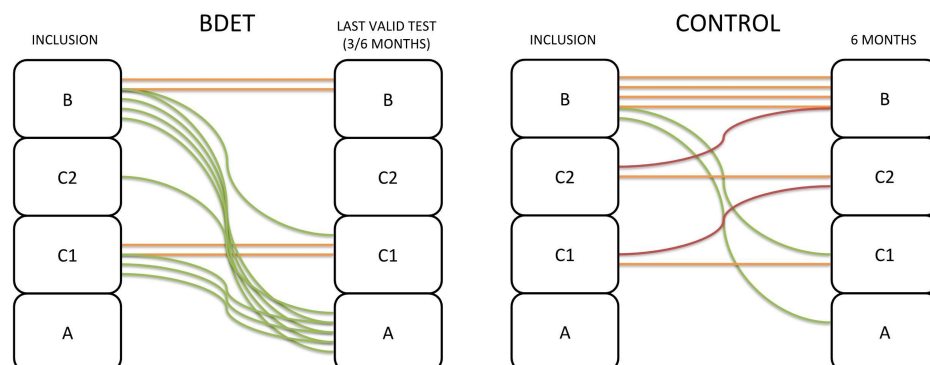 BDET
INCLUSION
LAST VALID TEST
(3/6 MONTHS)
B
B
C2
C2
C1
C1
A
A
CONTROL
INCLUSION
6 MONTHS
B
B
C2
C2
C1
C1
A
A